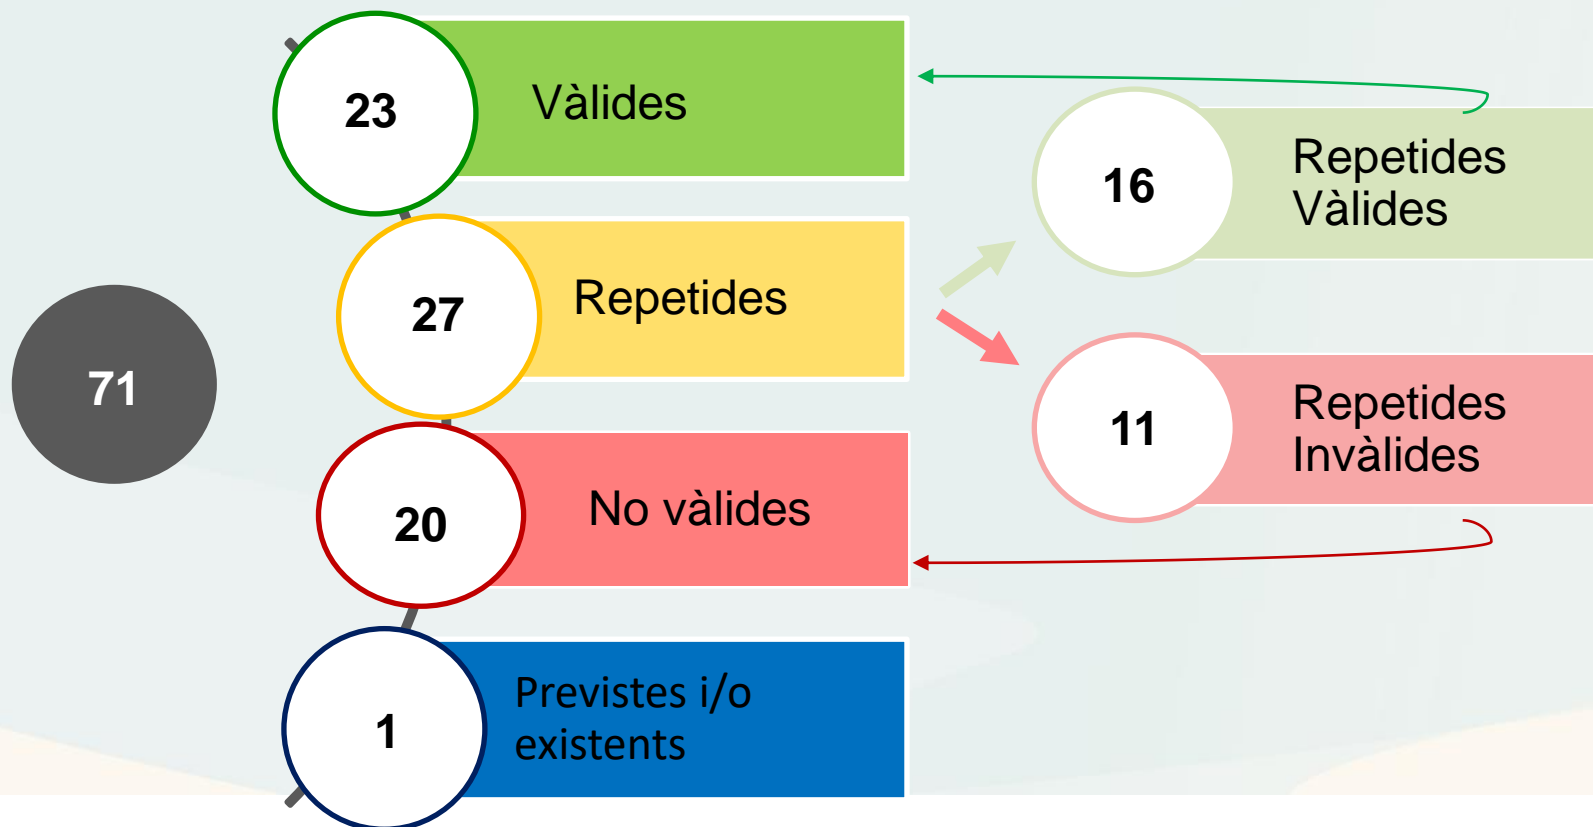 71
23
Vàlides
27
Repetides
20
No vàlides
1
Previstes i/o
existents
16
Repetides
Vàlides
11
Repetides
Invàlides